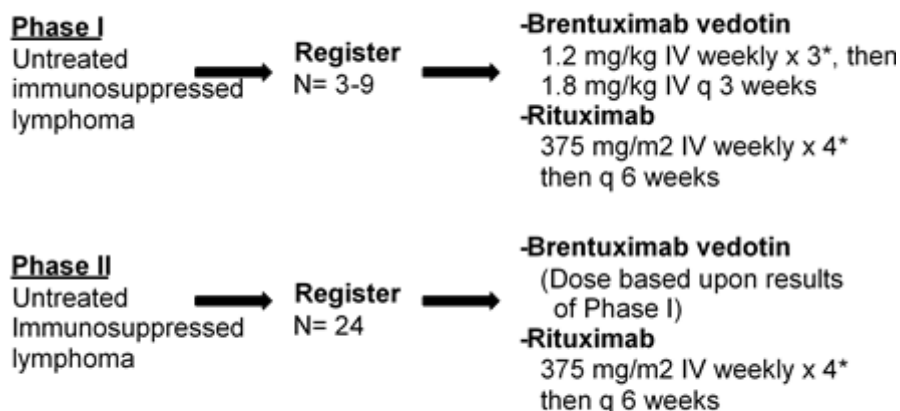 Phase I
Untreated
immunosuppressed
lymphoma
Register
N= 3-9
-Brentuximab vedotin
1.2 mg/kg IV weekly x 3*, then
1.8 mg/kg IV q 3 weeks
-Rituximab
375 mg/m2 IV weekly x 4*
then q 6 weeks
Phase II
Untreated
Immunosuppressed
lymphoma
Register
N= 24
-Brentuximab vedotin
(Dose based upon results
of Phase I)
-Rituximab
375 mg/m2 IV weekly x 4*
then q 6 weeks